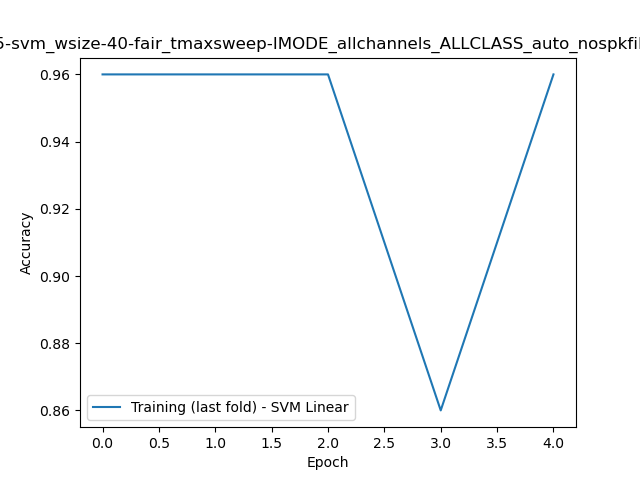 5-svm_wsize-40-fair_tmaxsweep-IMODE_allchannels_ALLCLASS_auto_nospkfil
0.96
0.94
0.92
0.90
0.88
0.86
Accuracy
Training (last fold) - SVM Linear
0.0 0.5 1.0 1.5 2.0 2.5 3.0 3.5 4.0
Epoch